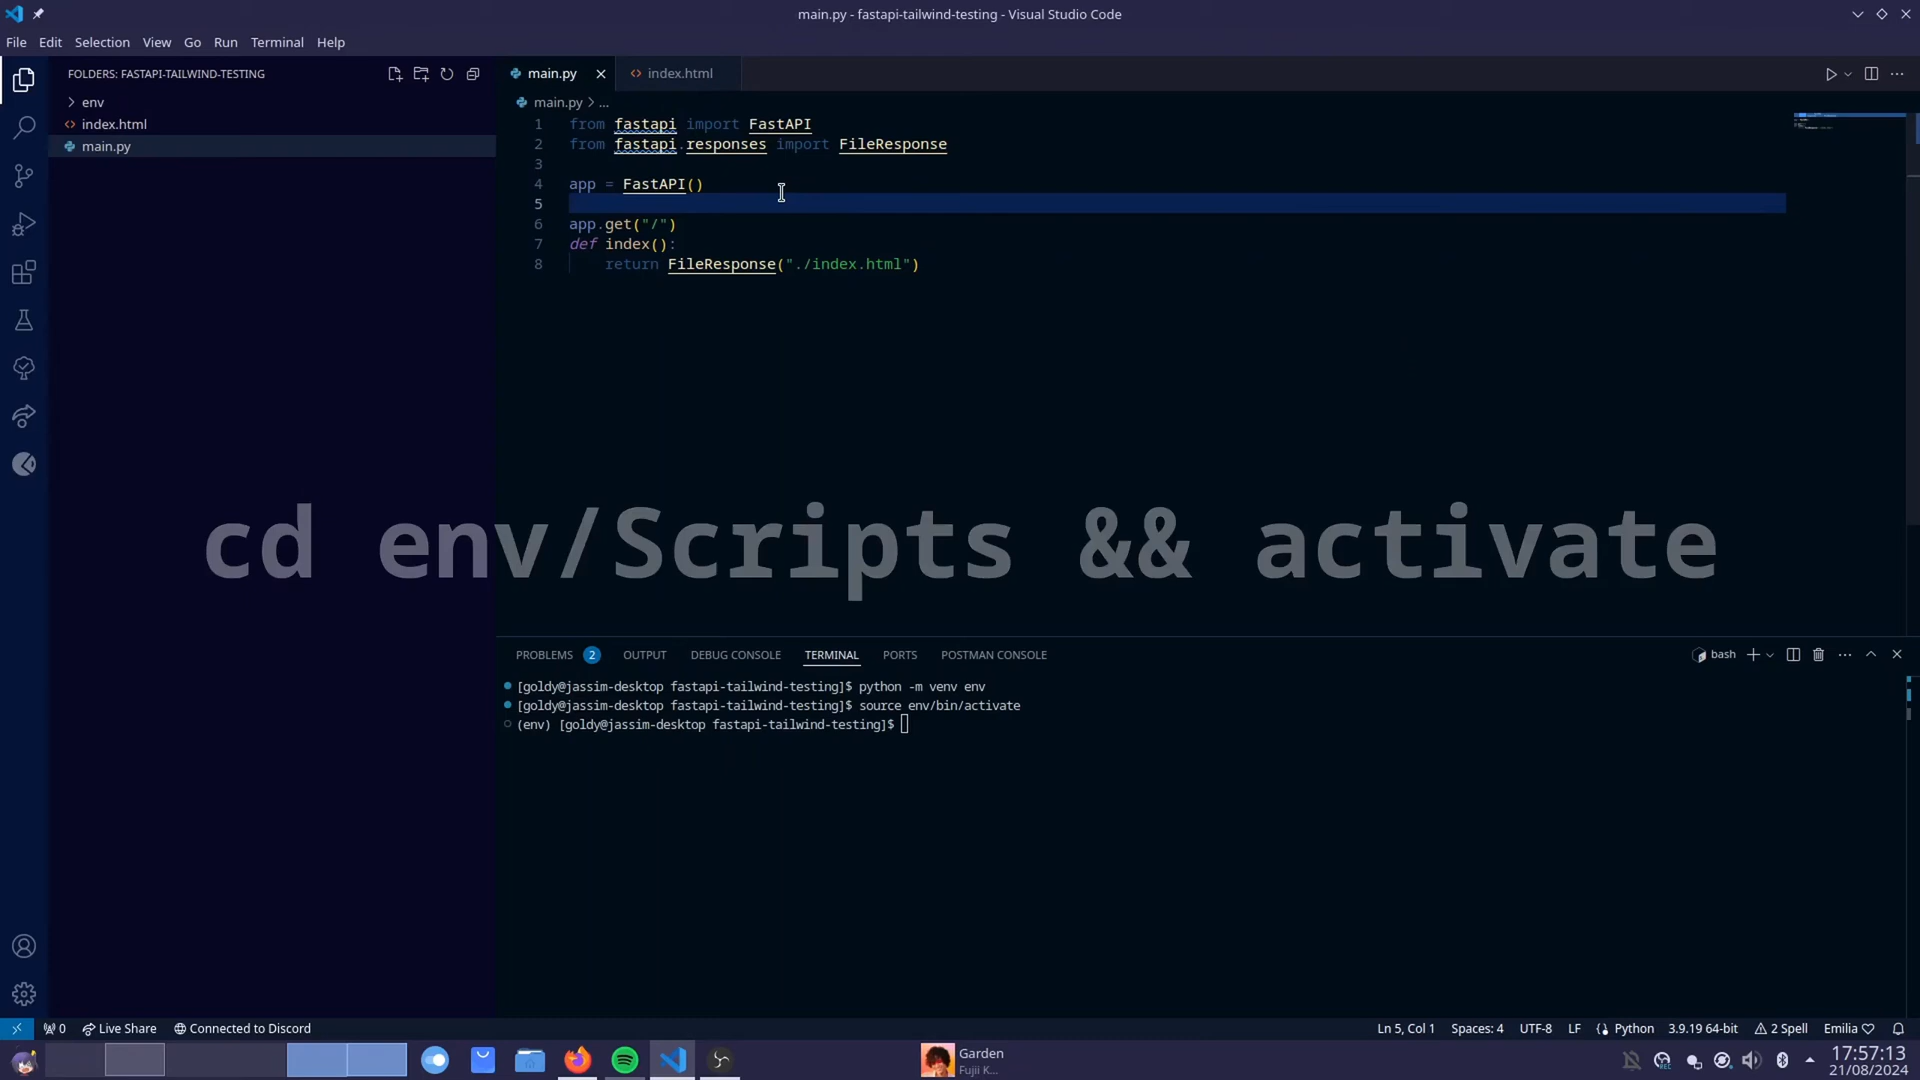 main.py - fastapi-tailwind-testing - Visual Studio Code
File Edit Selection View Go Run Terminal Help
FOLDERS: FASTAPI-TAILWIND-TESTING
env
index.html
main.py
main.py index.html
main.py > ...
1 from fastapi import FastAPI
2 from fastapi.responses import FileResponse
3
4 app = FastAPI()
5
6 app.get("/")
7 def index():
8 return FileResponse("./index.html")
cd env/Scripts && activate
PROBLEMS 2 OUTPUT DEBUG CONSOLE TERMINAL PORTS POSTMAN CONSOLE
bash
[goldy@jassim-desktop fastapi-tailwind-testing]$ python -m venv env
[goldy@jassim-desktop fastapi-tailwind-testing]$ source env/bin/activate
(env) [goldy@jassim-desktop fastapi-tailwind-testing]$
0 Live Share Connected to Discord
Ln 5, Col 1 Spaces: 4 UTF-8 LF Python 3.9.19 64-bit 2 Spell Emilia
Garden
Fujii K...
17:57:13
21/08/2024